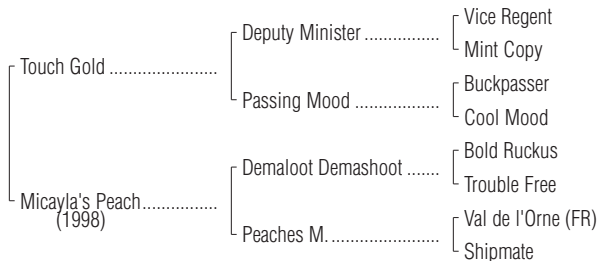 Vice Regent
Deputy Minister ................
Mint Copy
Touch Gold .......................
Buckpasser
Passing Mood ..................
Cool Mood
Bold Ruckus
Demaloot Demashoot .......
Trouble Free
Micayla's Peach................
(1998)
Val de l'Orne (FR)
Peaches M. .......................
Shipmate